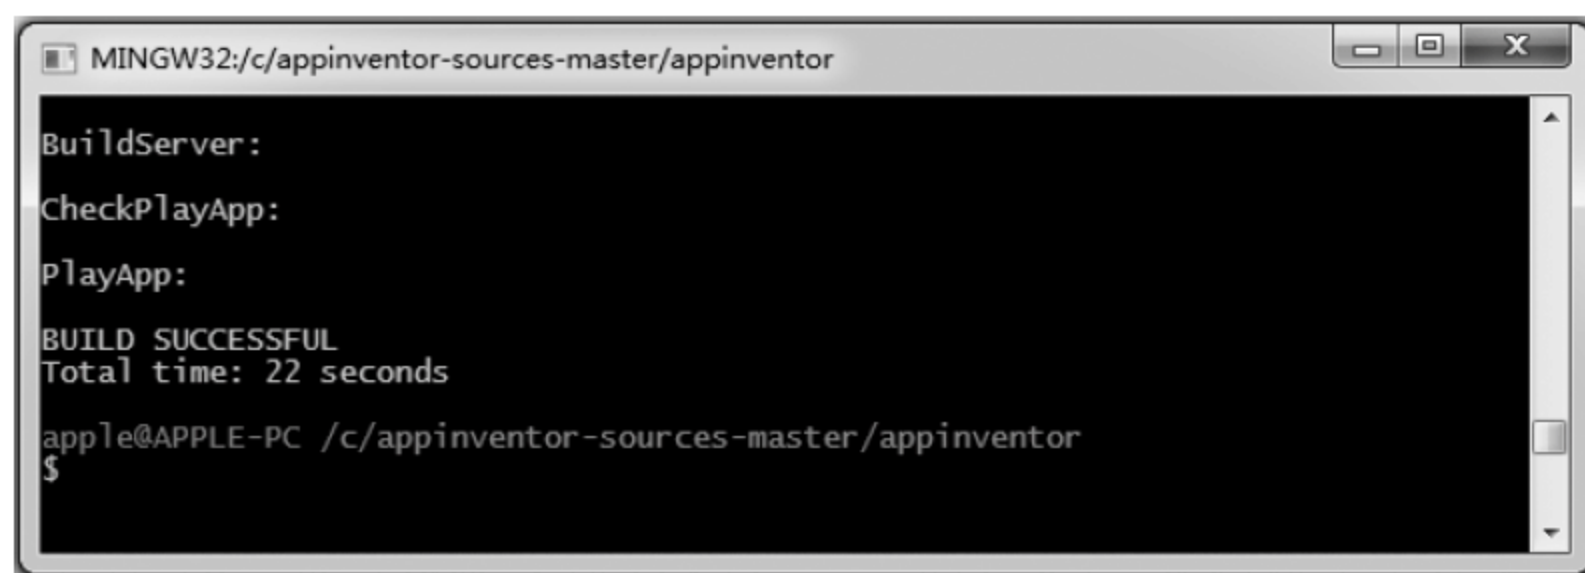 MINGW32:/c/appinventor-sources-master/appinventor
BuildServer:
CheckPlayApp:
PlayApp:
BUILD SUCCESSFUL
Total time: 22 seconds
apple@APPLE-PC /c/appinventor-sources-master/appinventor
$